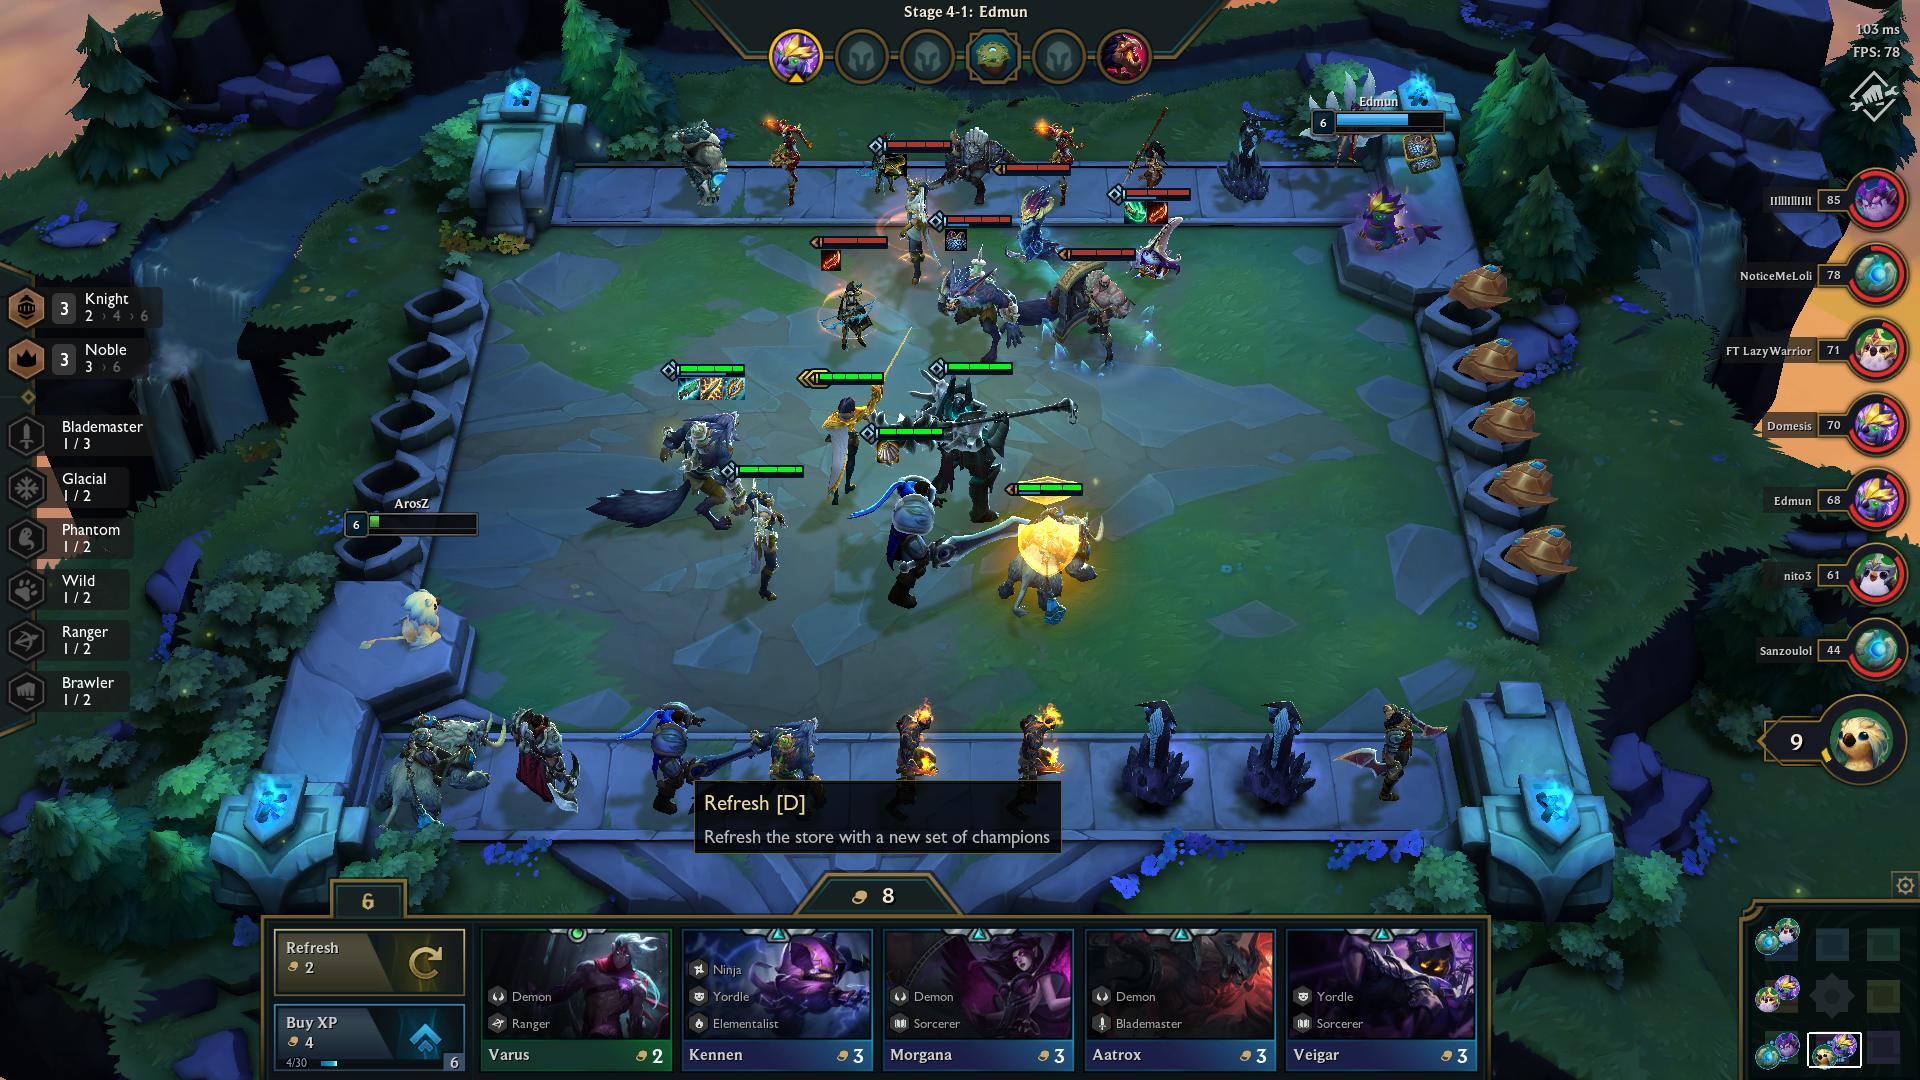 Stage 4-1: Edmun
103 ms
FPS: 78
Edmun
6
85
NoticeMeLoli 78
FT LazyWarrior 71
Domesis 70
Edmun 68
nito3 61
Sanzoulol 44
9
3 Knight
2 › 4 › 6
3 Noble
3 › 6
Blademaster
1 / 3
Glacial
1 / 2
Phantom
1 / 2
Wild
1 / 2
Ranger
1 / 2
Brawler
1 / 2
ArosZ
6
Refresh [D]
Refresh the store with a new set of champions
6
8
Refresh
2
Buy XP
4
4/30
6
Demon
Ranger
Varus 2
Ninja
Yordle
Elementalist
Kennen 3
Demon
Sorcerer
Morgana 3
Demon
Blademaster
Aatrox 3
Yordle
Sorcerer
Veigar 3